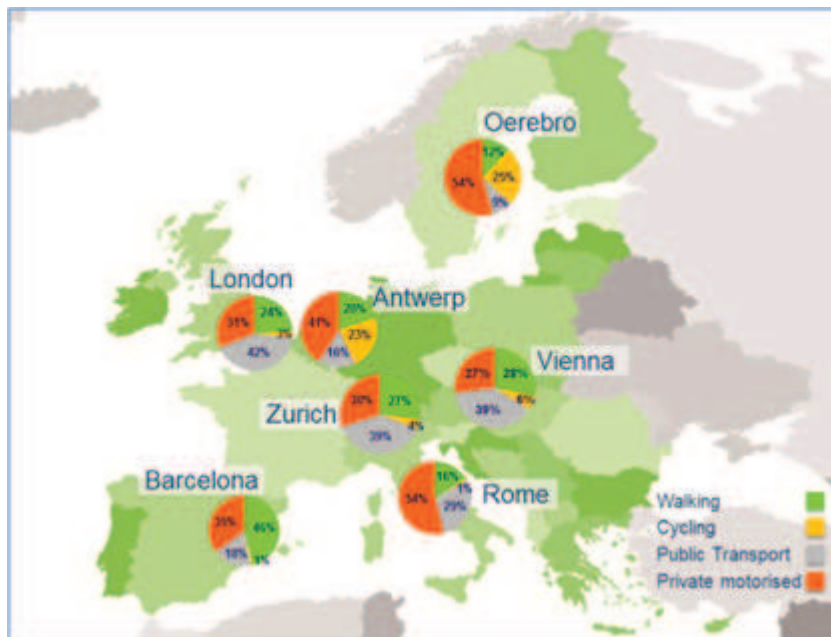 Oerebro
12%
25%
54%
9%
London
24%
3%
31%
42%
Antwerp
20%
41%
23%
16%
Vienna
27%
28%
6%
39%
Zurich
30%
27%
4%
39%
Barcelona
35%
46%
18%
Rome
16%
1%
54%
29%
Walking
Cycling
Public Transport
Private motorised